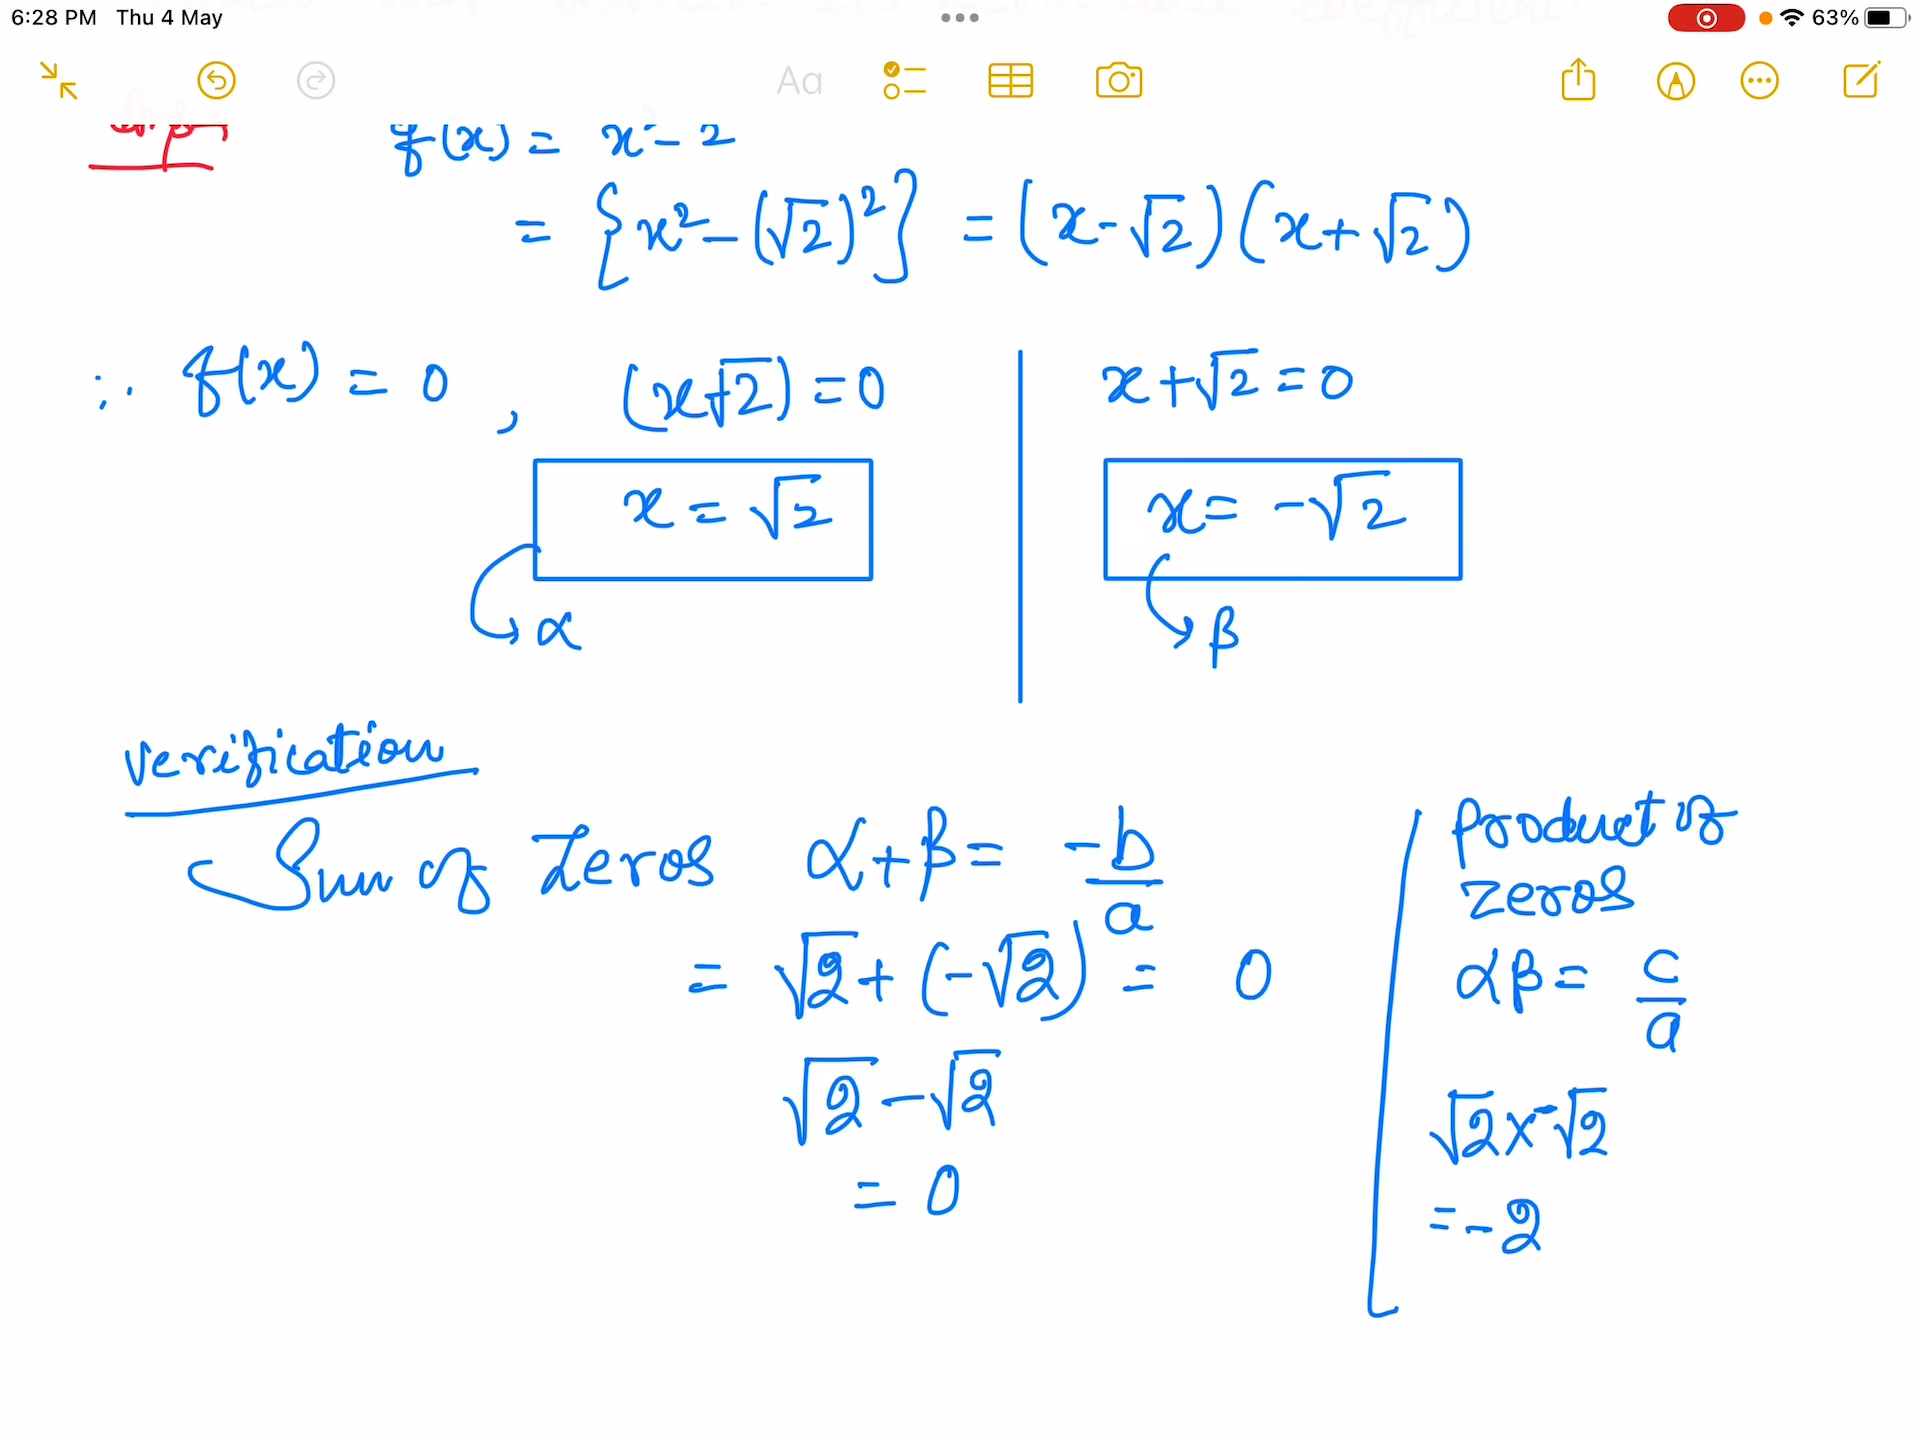 6:28 PM Thu 4 May
63%
Aa
f(x) = x² - 2
= {x² - (√2)²} = (x-√2)(x+√2)
∴ f(x) = 0, (x-√2) = 0
x+√2 = 0
x = √2
x = -√2
α
β
Verification
Sum of Zeros α+β = -b/a
= √2 + (-√2) = 0
√2 - √2
= 0
Product of
zeros
αβ = c/a
√2 x -√2
= -2